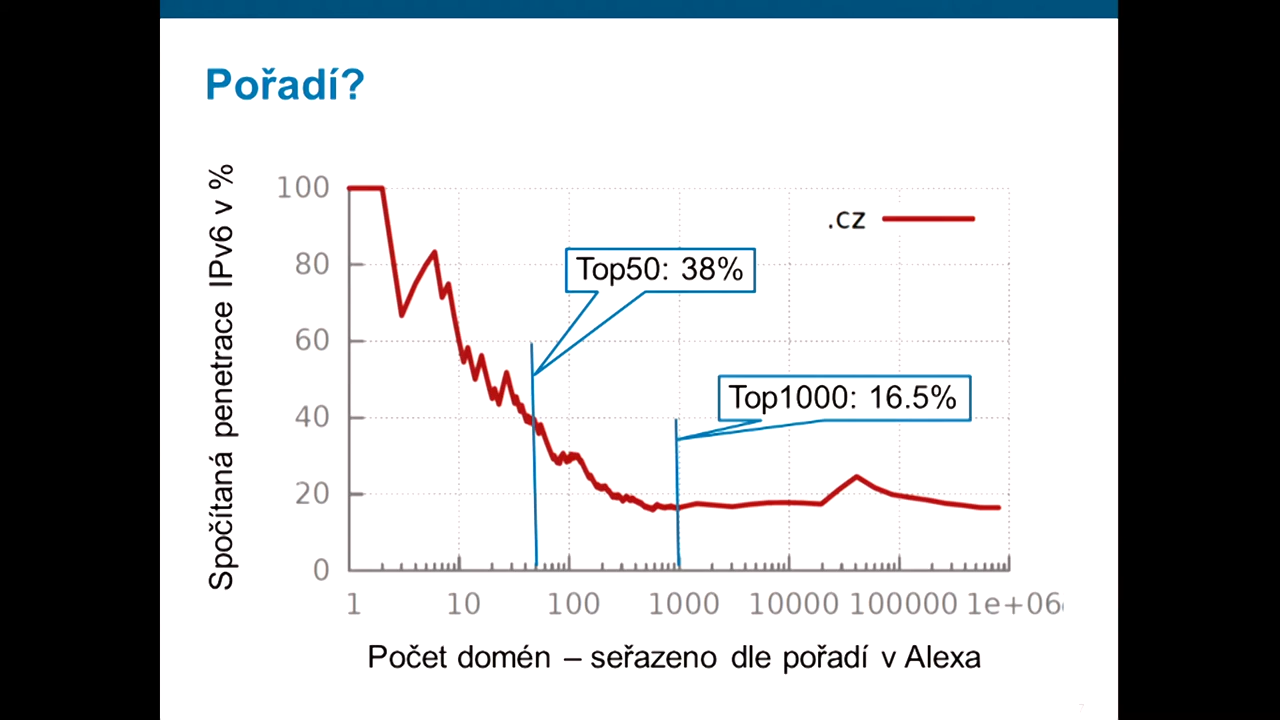 Pořadí?
Spočítaná penetrace IPv6 v %
100
80
60
40
20
0
.cz
Top50: 38%
Top1000: 16.5%
1 10 100 1000 10000 100000 1e+06
Počet domén – seřazeno dle pořadí v Alexa